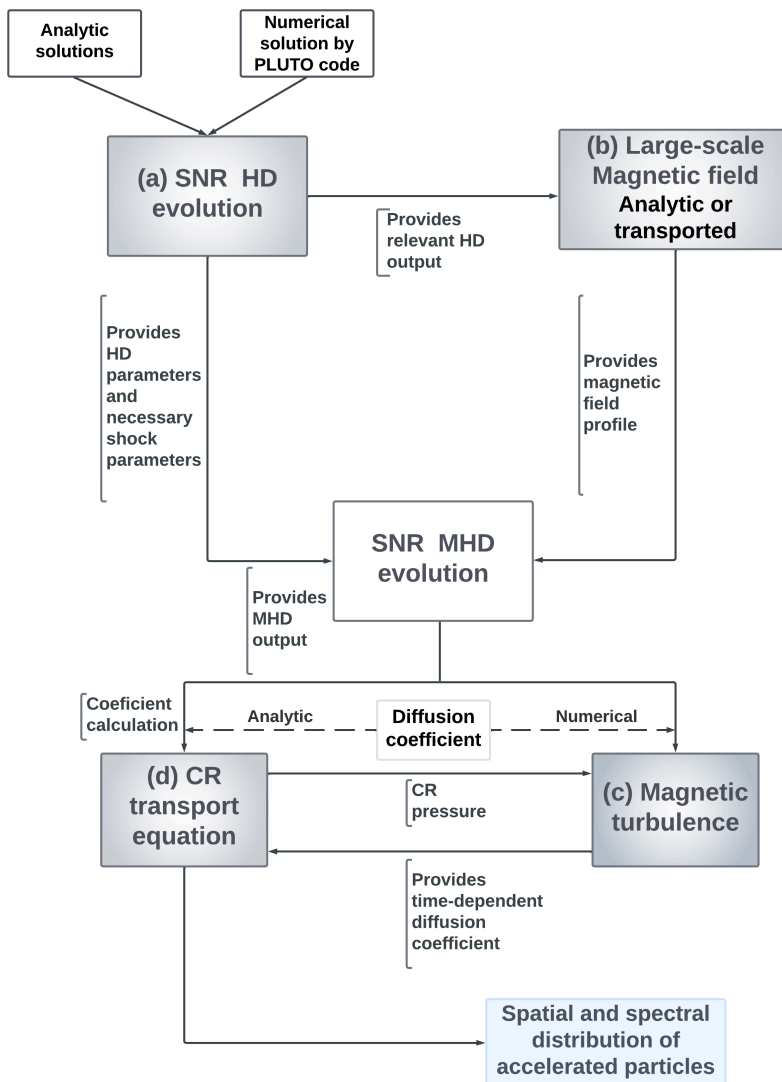 Analytic
solutions
Numerical
solution by
PLUTO code
(a) SNR HD
evolution
(b) Large-scale
Magnetic field
Analytic or
transported
Provides
relevant HD
output
Provides
HD
parameters
and
necessary
shock
parameters
Provides
magnetic
field
profile
SNR MHD
evolution
Provides
MHD
output
Coeficient
calculation
Analytic
Diffusion
coefficient
Numerical
(d) CR
transport
equation
CR
pressure
(c) Magnetic
turbulence
Provides
time-dependent
diffusion
coefficient
Spatial and spectral
distribution of
accelerated particles